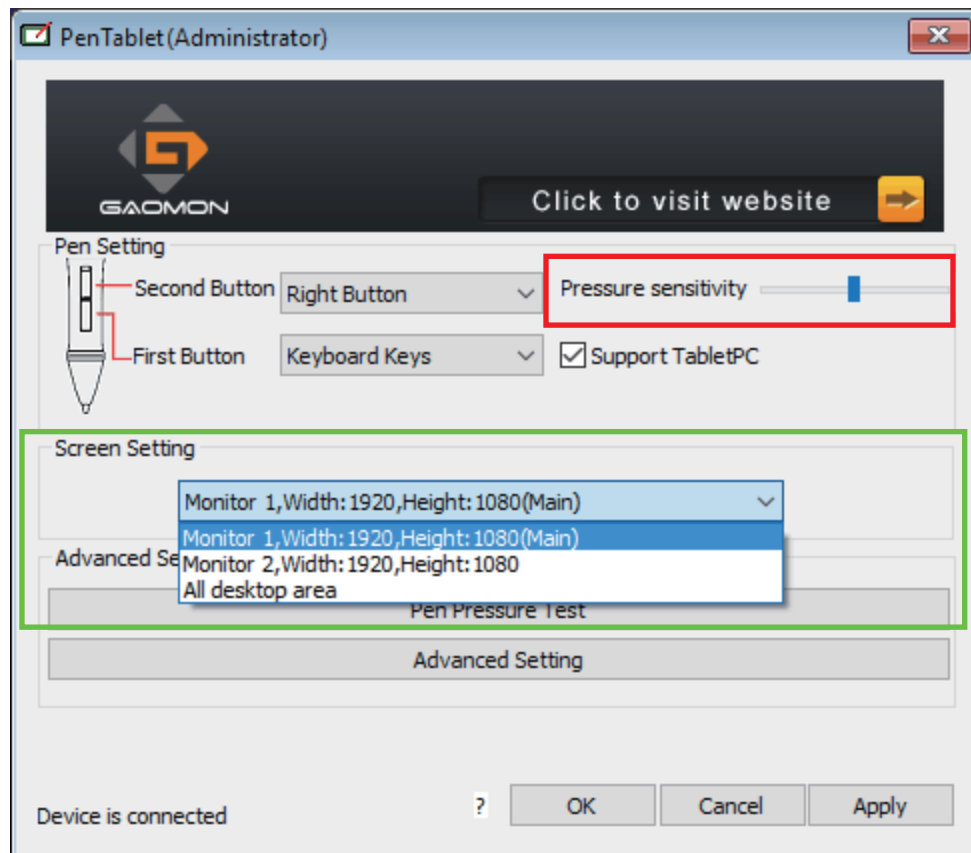 PenTablet(Administrator)
GAOMON
Click to visit website
Pen Setting
Second Button
Right Button
Pressure sensitivity
First Button
Keyboard Keys
Support TabletPC
Screen Setting
Monitor 1,Width:1920,Height:1080(Main)
Monitor 1,Width:1920,Height:1080(Main)
Advanced Se
Monitor 2,Width:1920,Height:1080
All desktop area
Pen Pressure Test
Advanced Setting
Device is connected
?
OK
Cancel
Apply